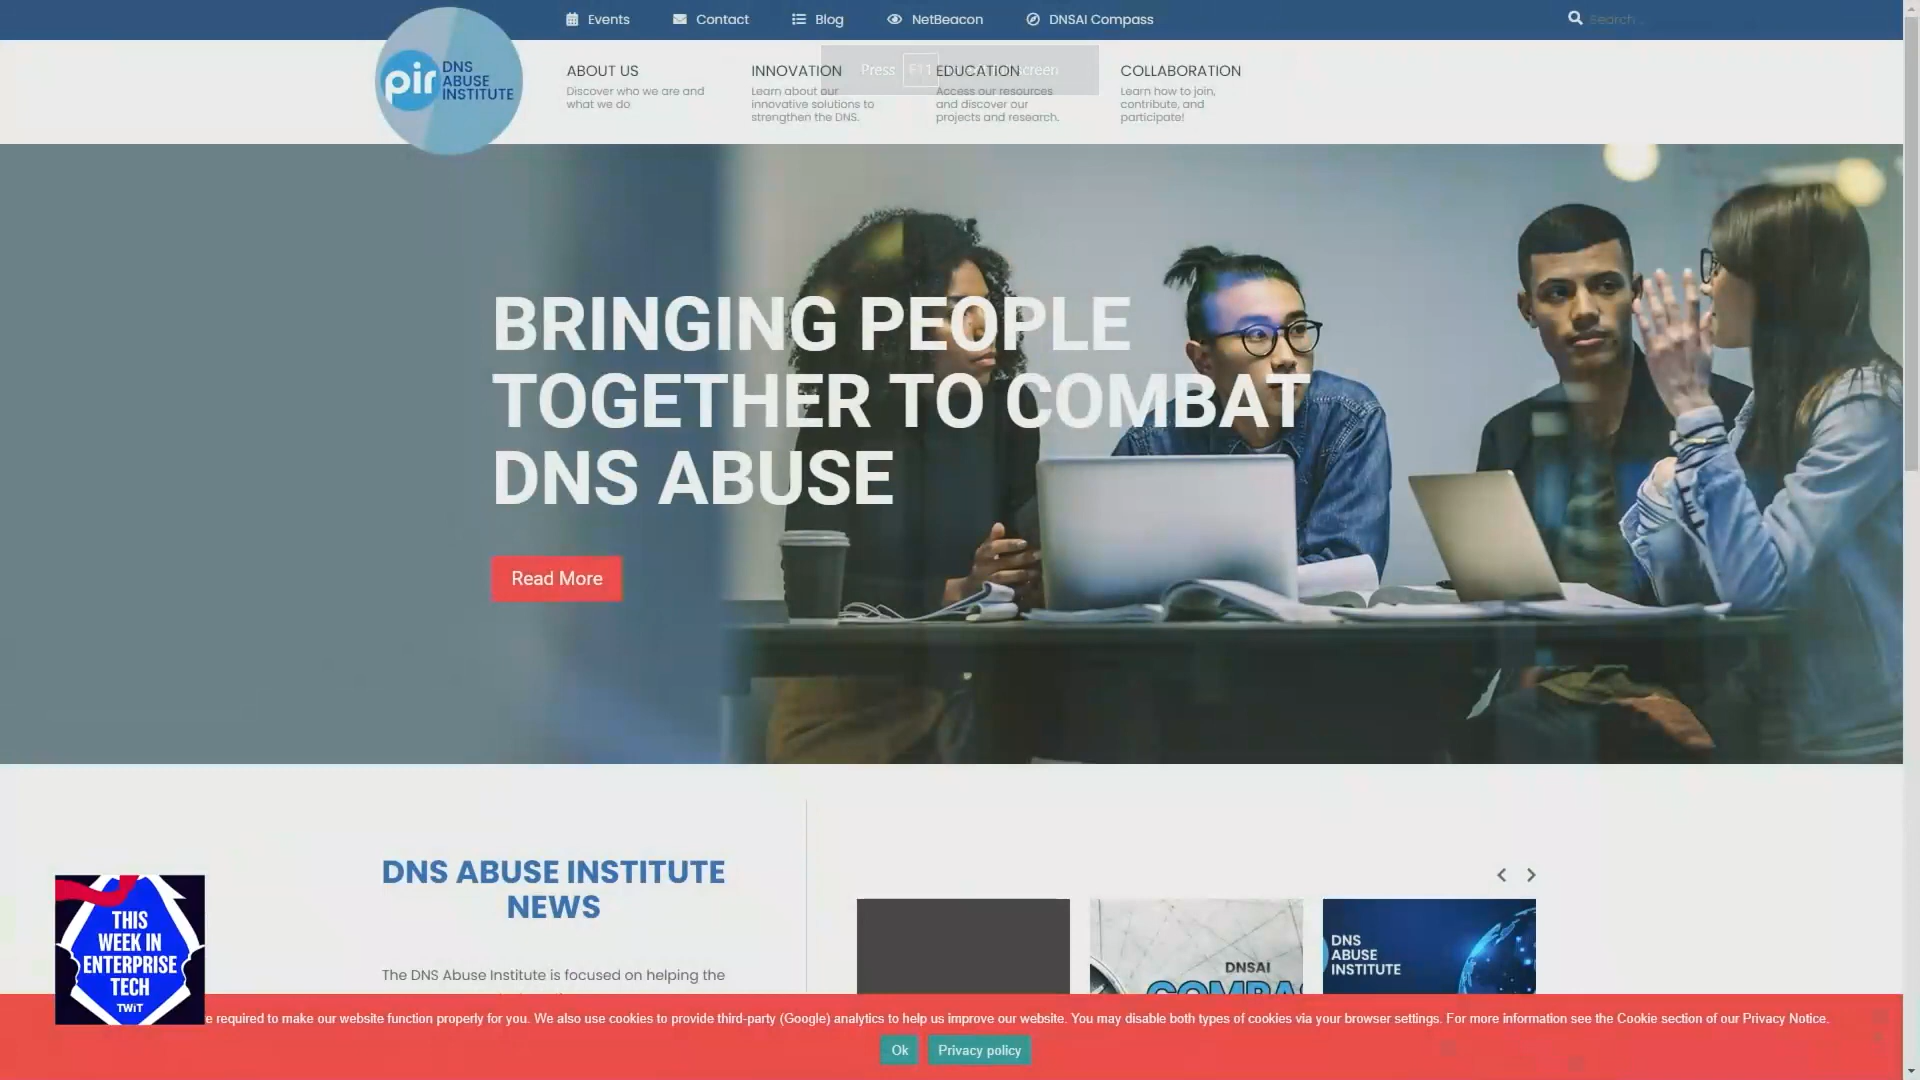 Events
Contact
Blog
NetBeacon
DNSAI Compass
Search...
pir DNS
ABUSE
INSTITUTE
ABOUT US
Discover who we are and
what we do
INNOVATION
Learn about our
innovative solutions to
strengthen the DNS.
Press F11
screen
EDUCATION
Access our resources
and discover our
projects and research.
COLLABORATION
Learn how to join,
contribute, and
participate!
BRINGING PEOPLE
TOGETHER TO COMBAT
DNS ABUSE
Read More
DNS ABUSE INSTITUTE
NEWS
The DNS Abuse Institute is focused on helping the
DNSAI
DNS
ABUSE
INSTITUTE
THIS
WEEK IN
ENTERPRISE
TECH
TWiT
required to make our website function properly for you. We also use cookies to provide third-party (Google) analytics to help us improve our website. You may disable both types of cookies via your browser settings. For more information see the Cookie section of our Privacy Notice.
Ok
Privacy policy